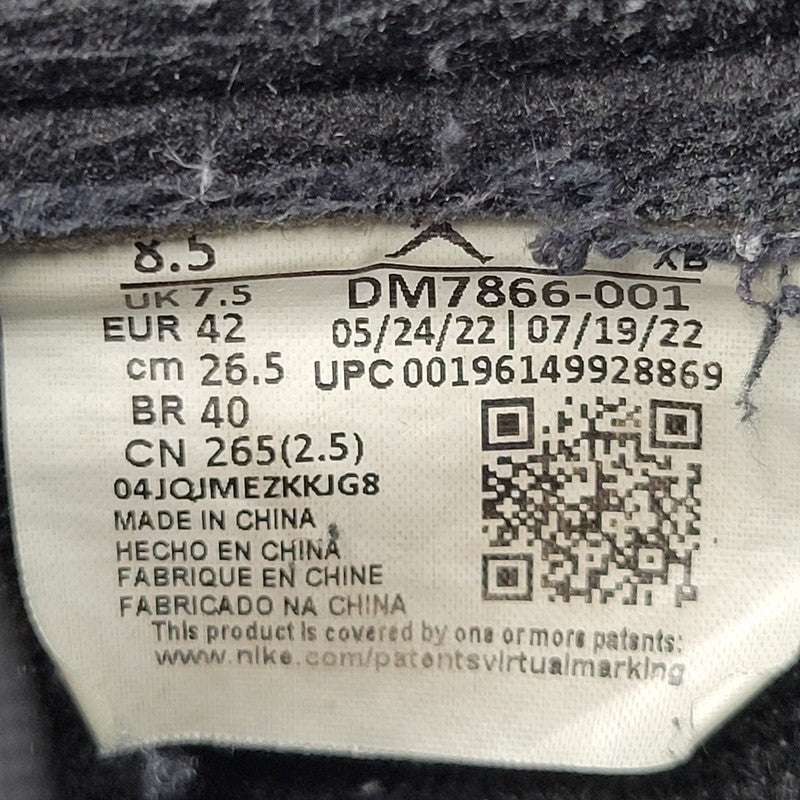 8.5 XB
UK 7.5 DM7866-001
EUR 42 05/24/22 | 07/19/22
cm 26.5 UPC 00196149928869
BR 40
CN 265(2.5)
04JQJMEZKKJG8
MADE IN CHINA
HECHO EN CHINA
FABRIQUE EN CHINE
FABRICADO NA CHINA
This product is covered by one or more patents:
www.nike.com/patentsvirtualmarking